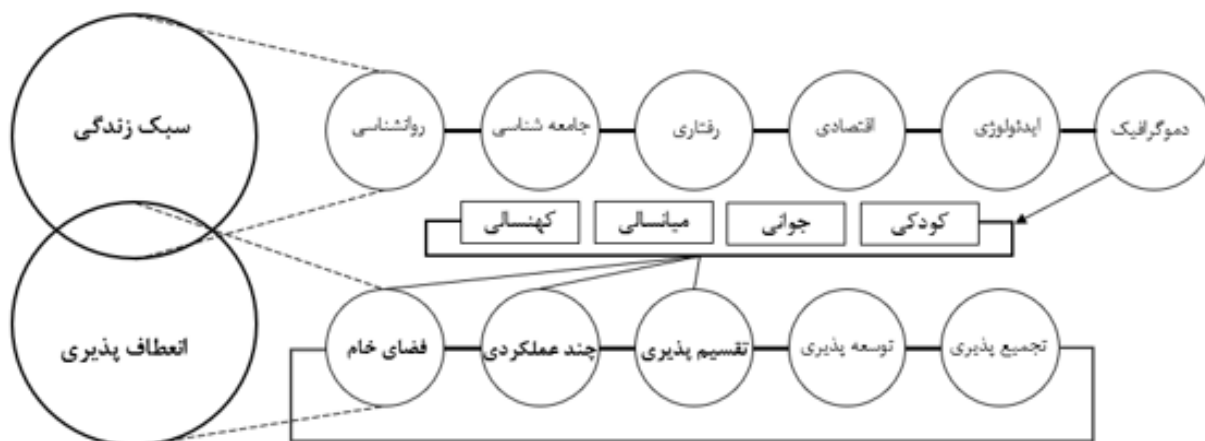 سبک زندگی
دموگرافیک
ایدئولوژی
اقتصادی
رفتاری
جامعه شناسی
روانشناسی
کودکی
جوانی
میانسالی
کهنسالی
انعطاف پذیری
تجمیع پذیری
توسعه پذیری
تقسیم پذیری
چند عملکردی
فضای خام